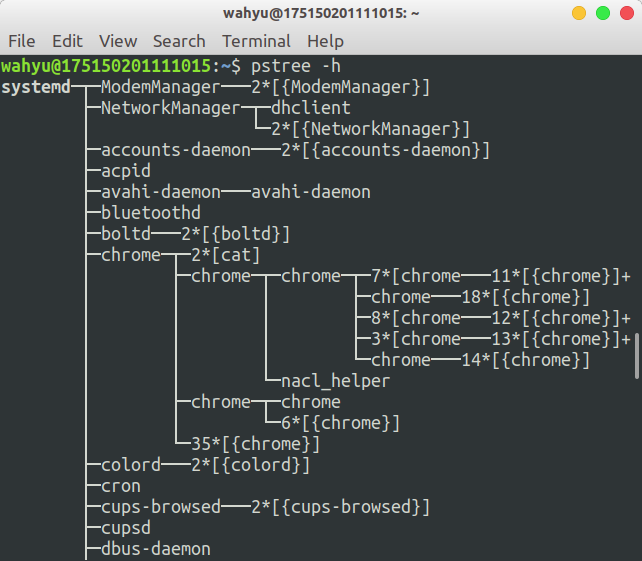 wahyu@175150201111015: ~
File Edit View Search Terminal Help
wahyu@175150201111015:~$ pstree -h
systemd─┬─ModemManager───2*[{ModemManager}]
        ├─NetworkManager─┬─dhclient
        │                └─2*[{NetworkManager}]
        ├─accounts-daemon───2*[{accounts-daemon}]
        ├─acpid
        ├─avahi-daemon───avahi-daemon
        ├─bluetoothd
        ├─boltd───2*[{boltd}]
        ├─chrome─┬─2*[cat]
        │        ├─chrome─┬─chrome─┬─7*[chrome───11*[{chrome}]+
        │        │        │        ├─chrome───18*[{chrome}]
        │        │        │        ├─8*[chrome───12*[{chrome}]+
        │        │        │        ├─3*[chrome───13*[{chrome}]+
        │        │        │        └─chrome───14*[{chrome}]
        │        │        └─nacl_helper
        │        ├─chrome─┬─chrome
        │        │        └─6*[{chrome}]
        │        └─35*[{chrome}]
        ├─colord───2*[{colord}]
        ├─cron
        ├─cups-browsed───2*[{cups-browsed}]
        ├─cupsd
        ├─dbus-daemon